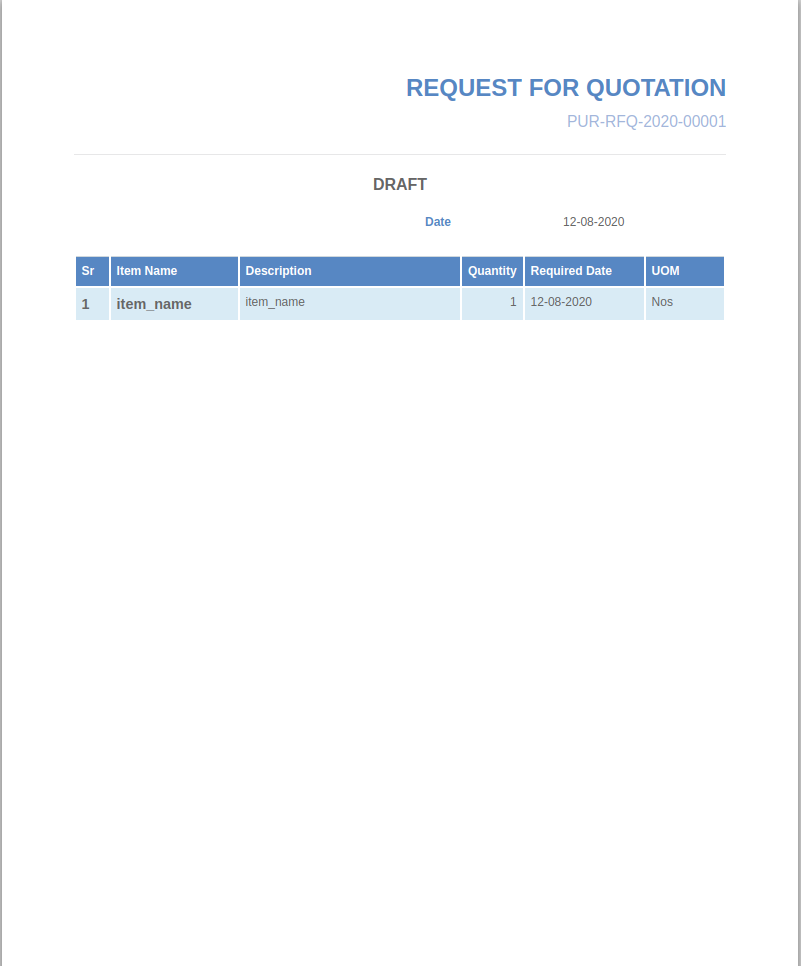 REQUEST FOR QUOTATION
PUR-RFQ-2020-00001
DRAFT
Date 12-08-2020
Sr Item Name Description Quantity Required Date UOM
1 item_name item_name 1 12-08-2020 Nos